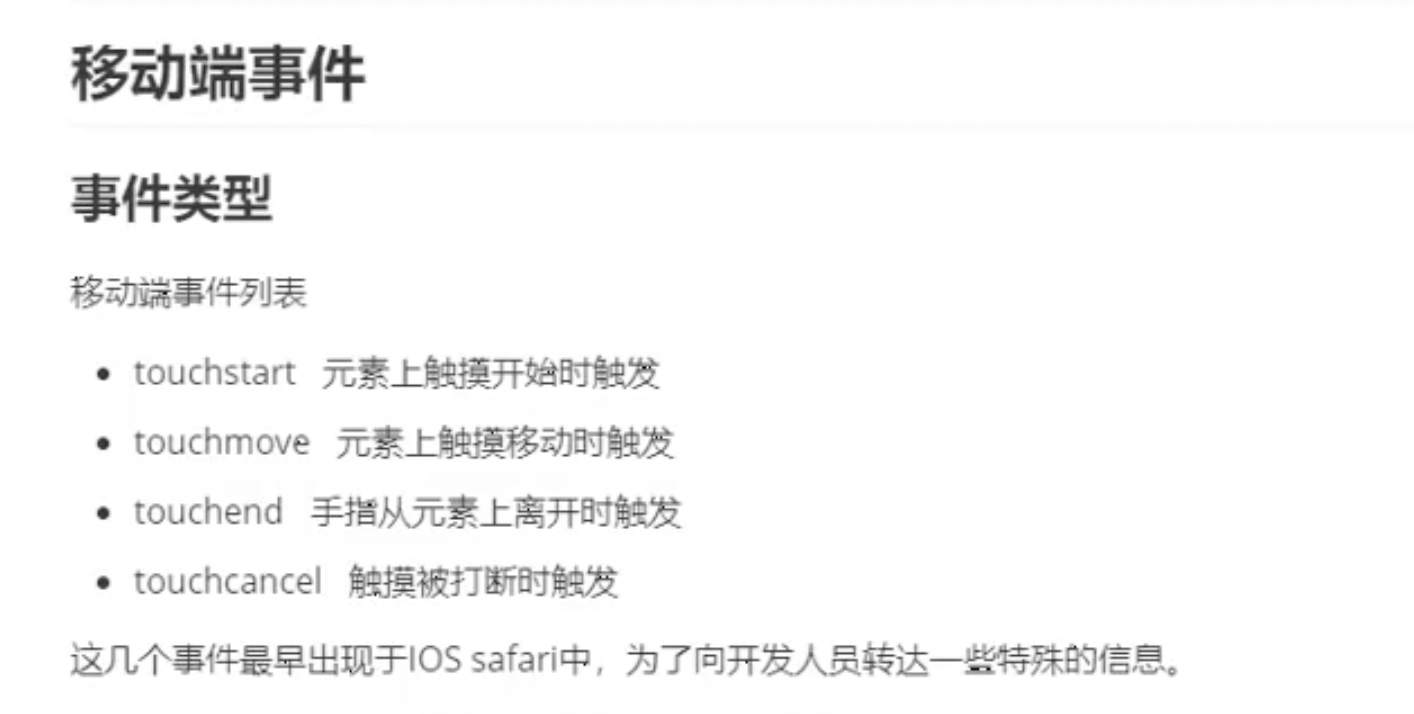 移动端事件
事件类型
移动端事件列表
touchstart 元素上触摸开始时触发
touchmove 元素上触摸移动时触发
touchend 手指从元素上离开时触发
touchcancel 触摸被打断时触发
这几个事件最早出现于IOS safari中，为了向开发人员转达一些特殊的信息。